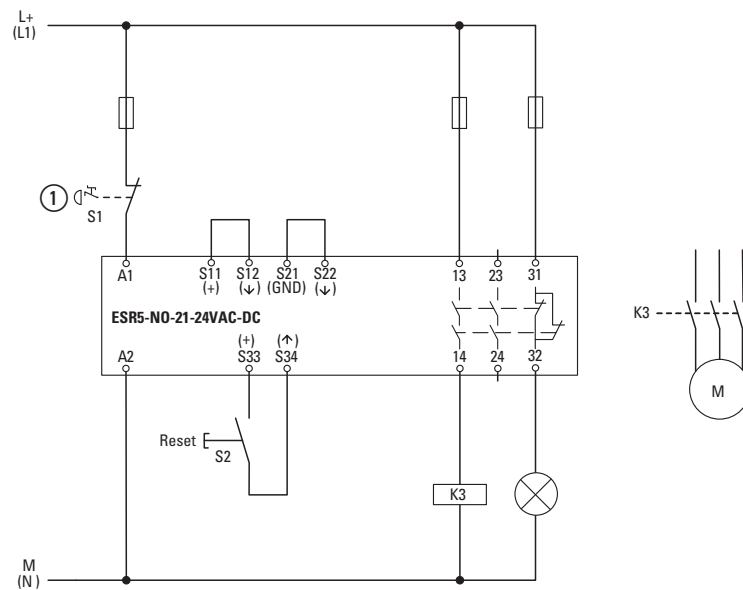 L+
(L1)
1
S1
A1 S11 S12 S21 S22 13 23 31
(+) (↓) (GND) (↓)
ESR5-NO-21-24VAC-DC
(+) (↑)
A2 S33 S34 14 24 32
K3
M
Reset
S2
K3
M
(N)